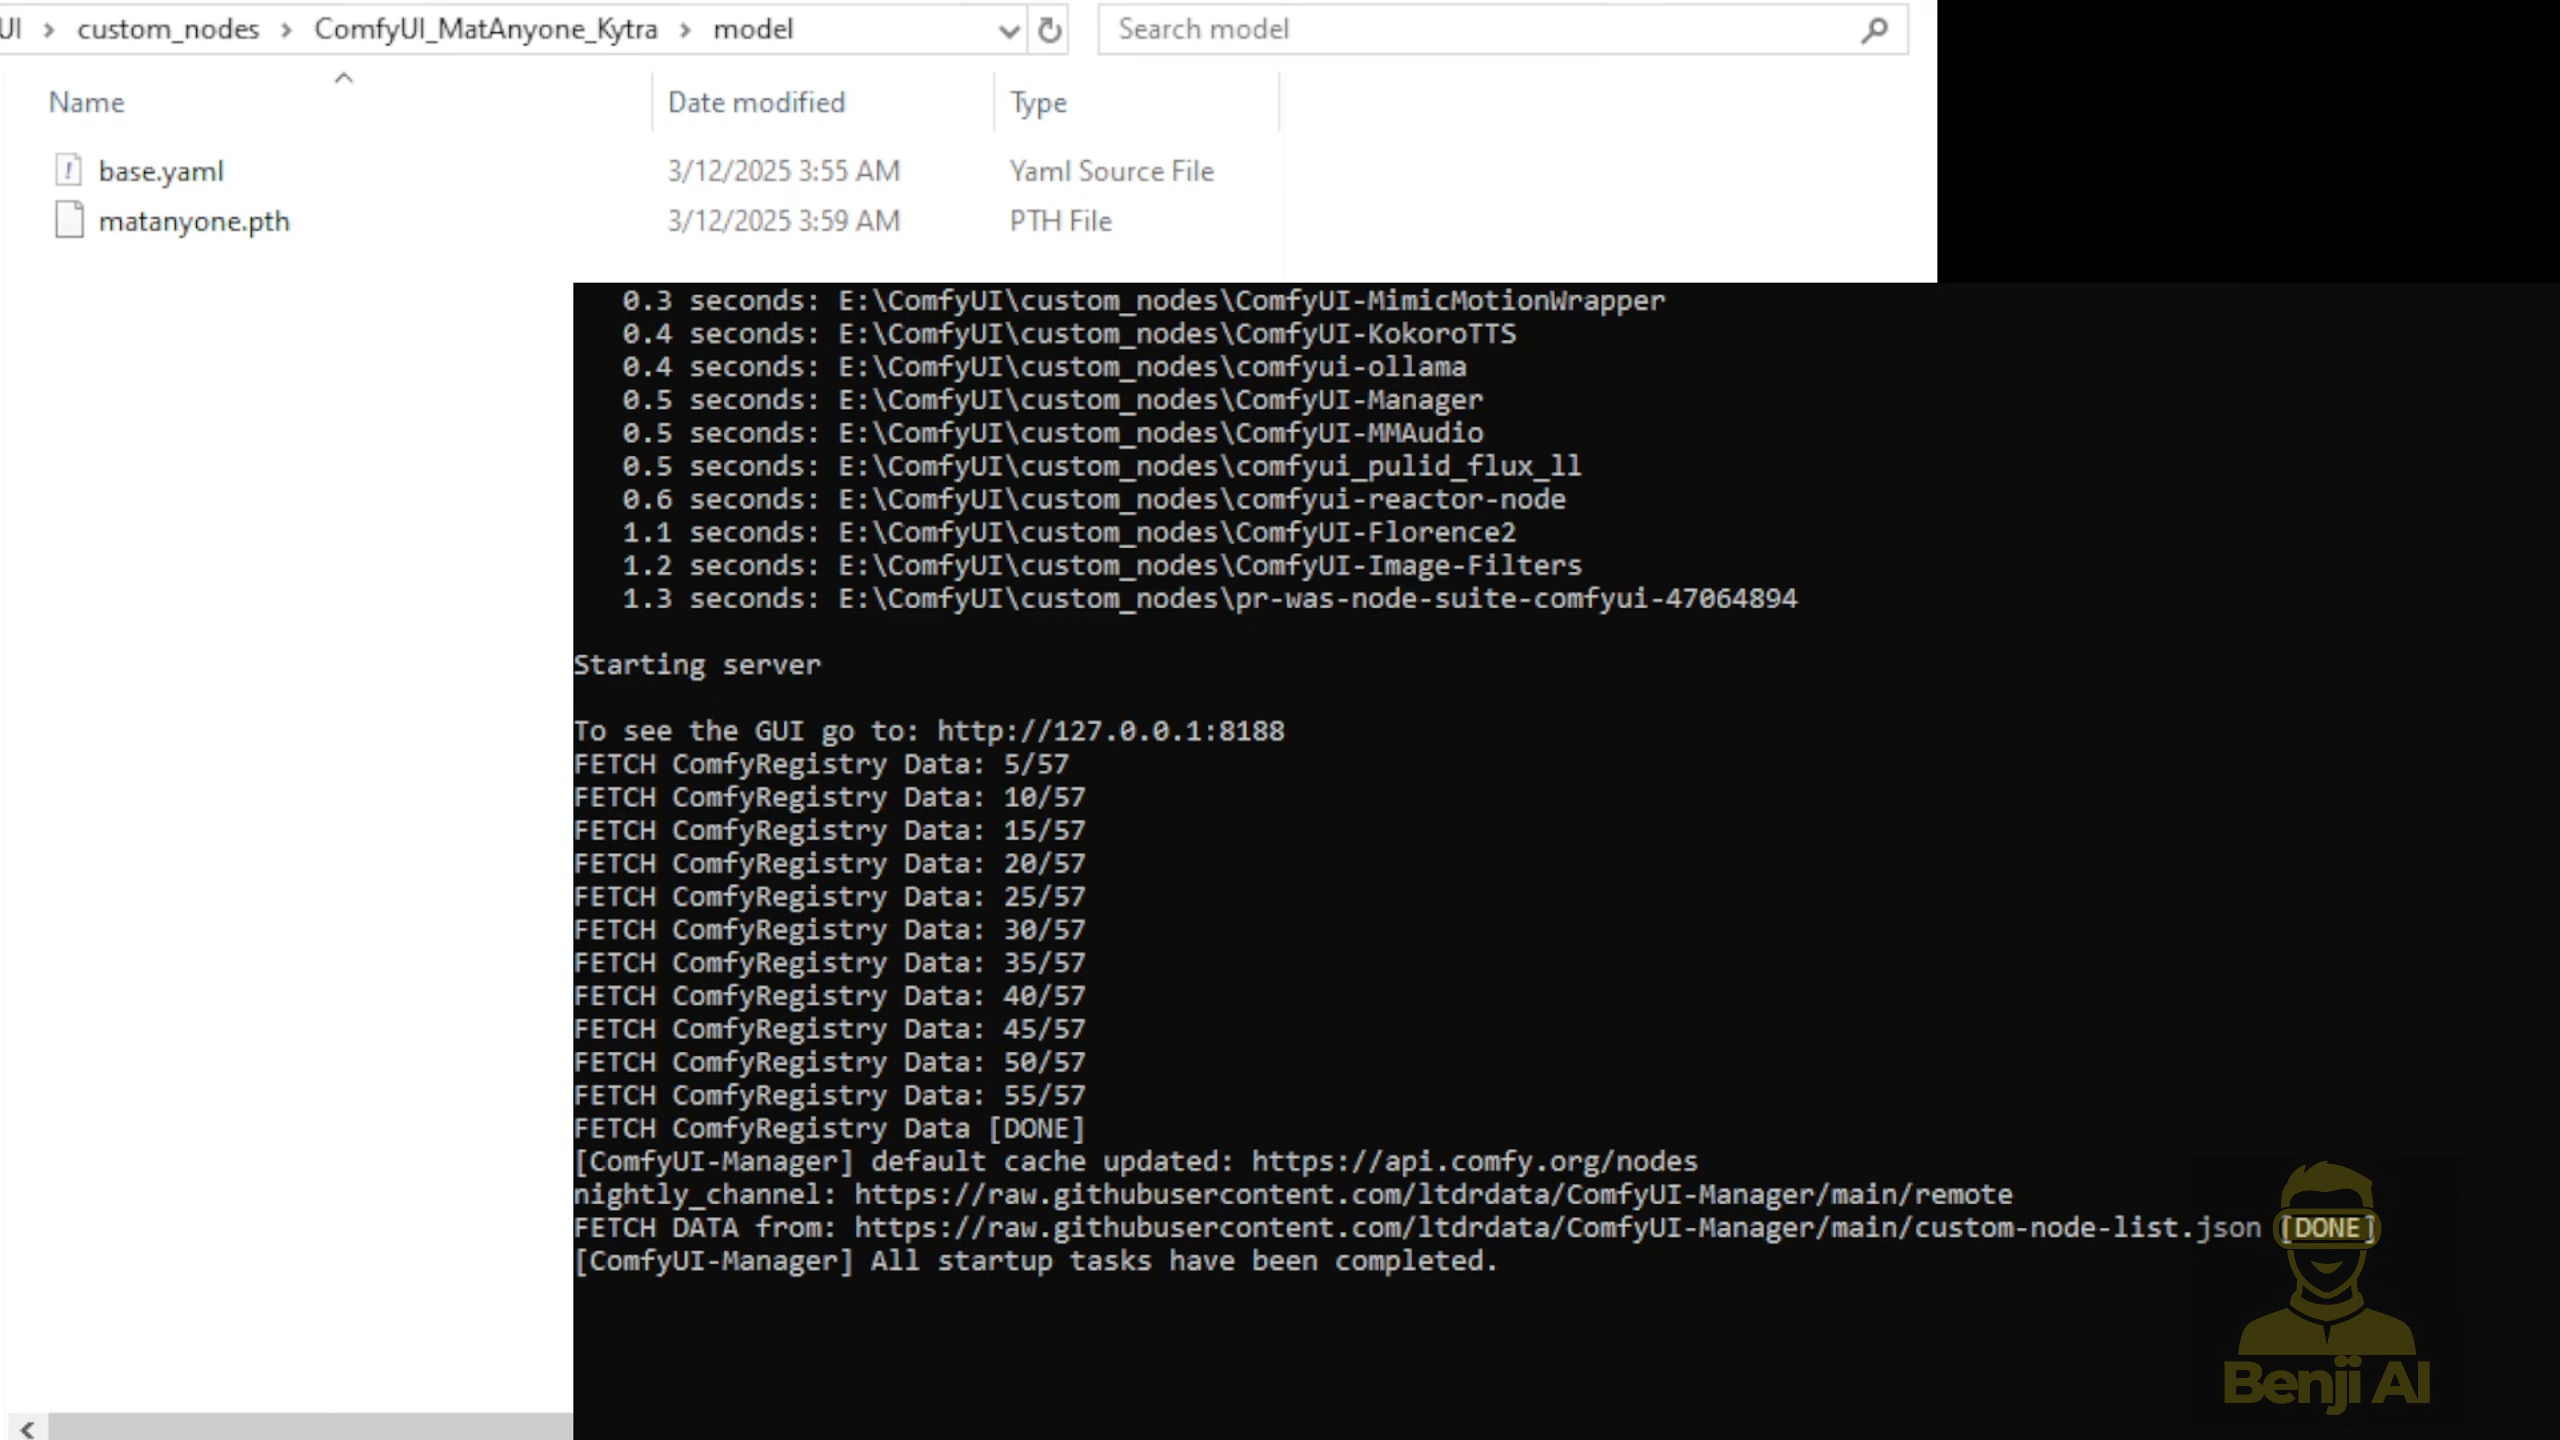 UI > custom_nodes > ComfyUI_MatAnyone_Kytra > model
Search model
Name Date modified Type
base.yaml 3/12/2025 3:55 AM Yaml Source File
matanyone.pth 3/12/2025 3:59 AM PTH File
0.3 seconds: E:\ComfyUI\custom_nodes\ComfyUI-MimicMotionWrapper
0.4 seconds: E:\ComfyUI\custom_nodes\ComfyUI-KokoroTTS
0.4 seconds: E:\ComfyUI\custom_nodes\comfyui-ollama
0.5 seconds: E:\ComfyUI\custom_nodes\ComfyUI-Manager
0.5 seconds: E:\ComfyUI\custom_nodes\ComfyUI-MMAudio
0.5 seconds: E:\ComfyUI\custom_nodes\comfyui_pulid_flux_ll
0.6 seconds: E:\ComfyUI\custom_nodes\comfyui-reactor-node
1.1 seconds: E:\ComfyUI\custom_nodes\ComfyUI-Florence2
1.2 seconds: E:\ComfyUI\custom_nodes\ComfyUI-Image-Filters
1.3 seconds: E:\ComfyUI\custom_nodes\pr-was-node-suite-comfyui-47064894
Starting server
To see the GUI go to: http://127.0.0.1:8188
FETCH ComfyRegistry Data: 5/57
FETCH ComfyRegistry Data: 10/57
FETCH ComfyRegistry Data: 15/57
FETCH ComfyRegistry Data: 20/57
FETCH ComfyRegistry Data: 25/57
FETCH ComfyRegistry Data: 30/57
FETCH ComfyRegistry Data: 35/57
FETCH ComfyRegistry Data: 40/57
FETCH ComfyRegistry Data: 45/57
FETCH ComfyRegistry Data: 50/57
FETCH ComfyRegistry Data: 55/57
FETCH ComfyRegistry Data [DONE]
[ComfyUI-Manager] default cache updated: https://api.comfy.org/nodes
nightly_channel: https://raw.githubusercontent.com/ltdrdata/ComfyUI-Manager/main/remote
FETCH DATA from: https://raw.githubusercontent.com/ltdrdata/ComfyUI-Manager/main/custom-node-list.json [DONE]
[ComfyUI-Manager] All startup tasks have been completed.
Benji AI